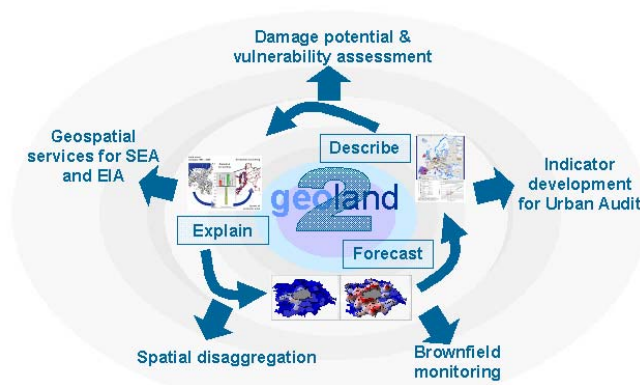 Damage potential &
vulnerability assessment
Geospatial
services for SEA
and EIA
Describe
Indicator
development
for Urban Audit
geoland
2
Explain
Forecast
Spatial disaggregation
Brownfield
monitoring